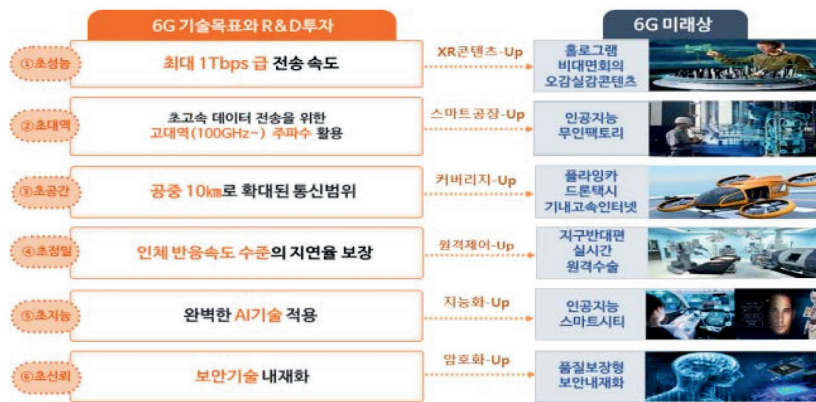 6G 기술목표와 R&D투자
6G 미래상
①초성능
최대 1Tbps 급 전송 속도
XR콘텐츠-Up
홀로그램
비대면회의
오감실감콘텐츠
②초대역
초고속 데이터 전송을 위한
고대역(100GHz~) 주파수 활용
스마트공장-Up
인공지능
무인팩토리
③초공간
공중 10㎞로 확대된 통신범위
커버리지-Up
플라잉카
드론택시
기내고속인터넷
④초정밀
인체 반응속도 수준의 지연율 보장
원격제어-Up
지구반대편
실시간
원격수술
⑤초지능
완벽한 AI기술 적용
지능화-Up
인공지능
스마트시티
⑥초신뢰
보안기술 내재화
암호화-Up
품질보장형
보안내재화